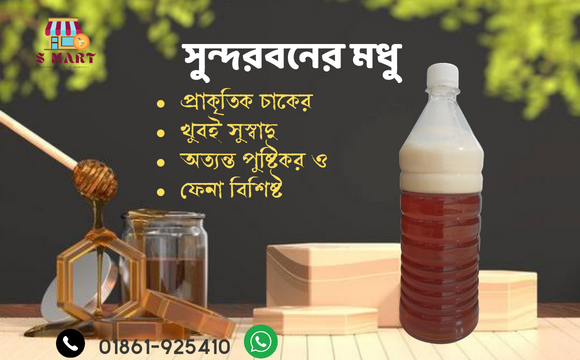 S MART
সুন্দরবনের মধু
• প্রাকৃতিক চাকের
• খুবই সুস্বাদু
• অত্যন্ত পুষ্টিকর ও
• ফেনা বিশিষ্ট
01861-925410